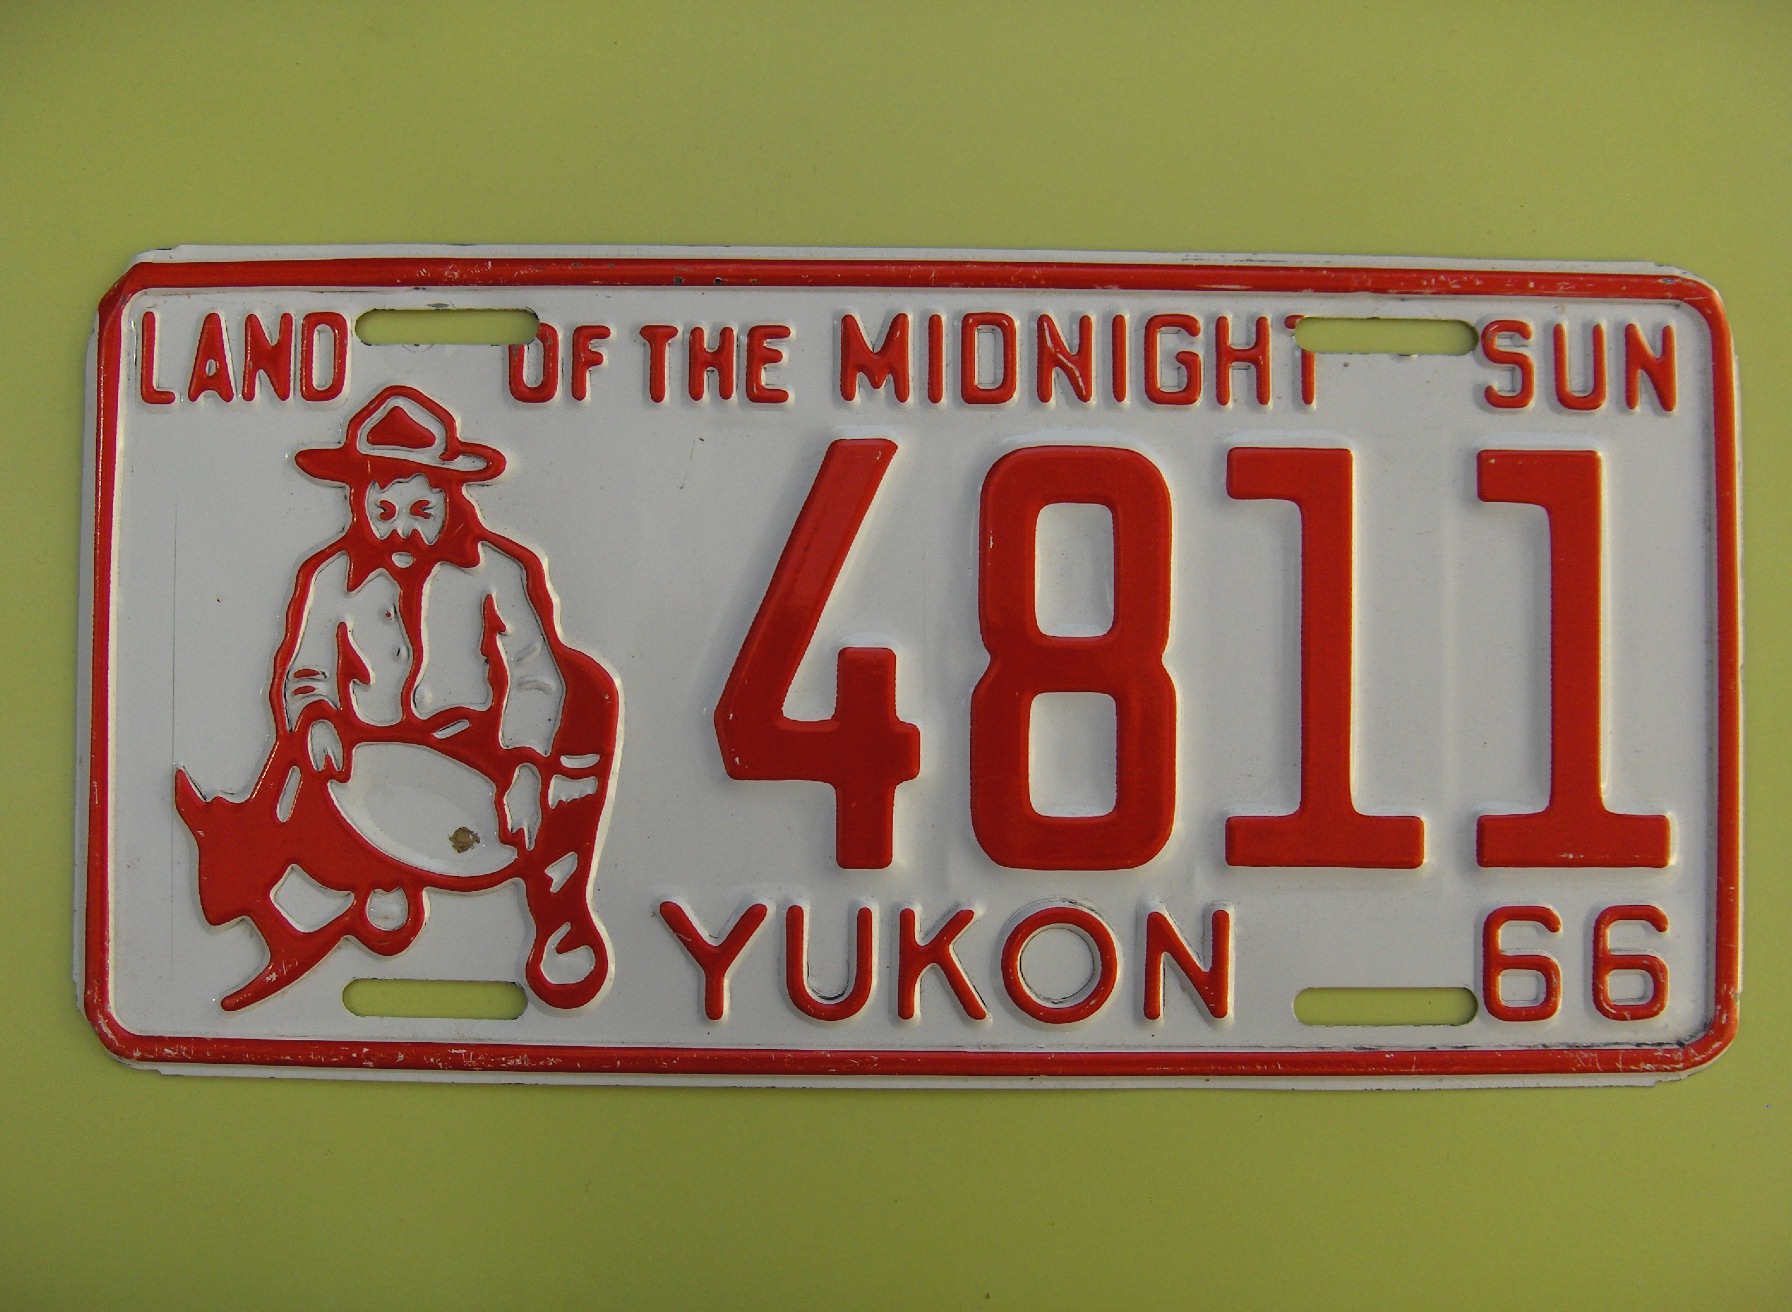 LAND OF THE MIDNIGHT SUN
4811
YUKON 66